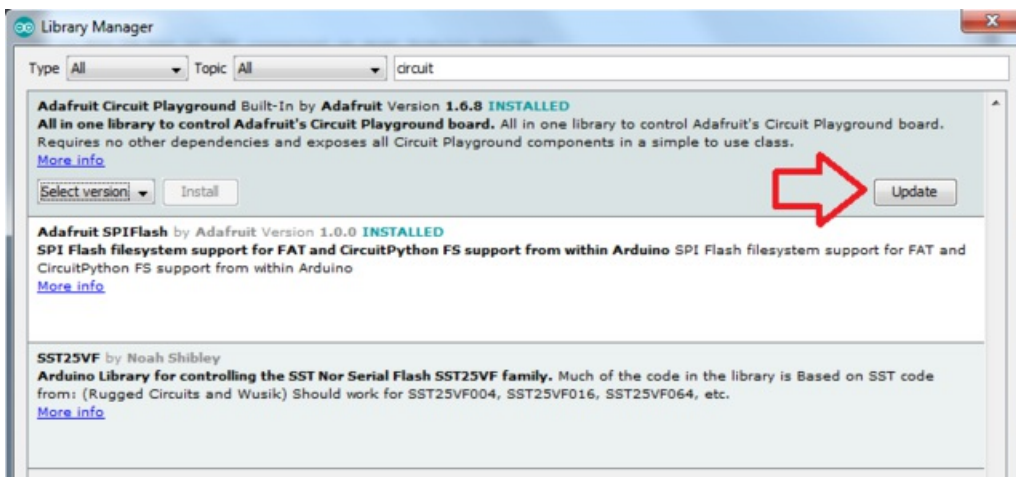 Library Manager
Type All Topic All circuit
Adafruit Circuit Playground Built-In by Adafruit Version 1.6.8 INSTALLED
All in one library to control Adafruit's Circuit Playground board. All in one library to control Adafruit's Circuit Playground board.
Requires no other dependencies and exposes all Circuit Playground components in a simple to use class.
More info
Select version Install Update
Adafruit SPIFlash by Adafruit Version 1.0.0 INSTALLED
SPI Flash filesystem support for FAT and CircuitPython FS support from within Arduino SPI Flash filesystem support for FAT and
CircuitPython FS support from within Arduino
More info
SST25VF by Noah Shibley
Arduino Library for controlling the SST Nor Serial Flash SST25VF family. Much of the code in the library is Based on SST code
from: (Rugged Circuits and Wusik) Should work for SST25VF004, SST25VF016, SST25VF064, etc.
More info